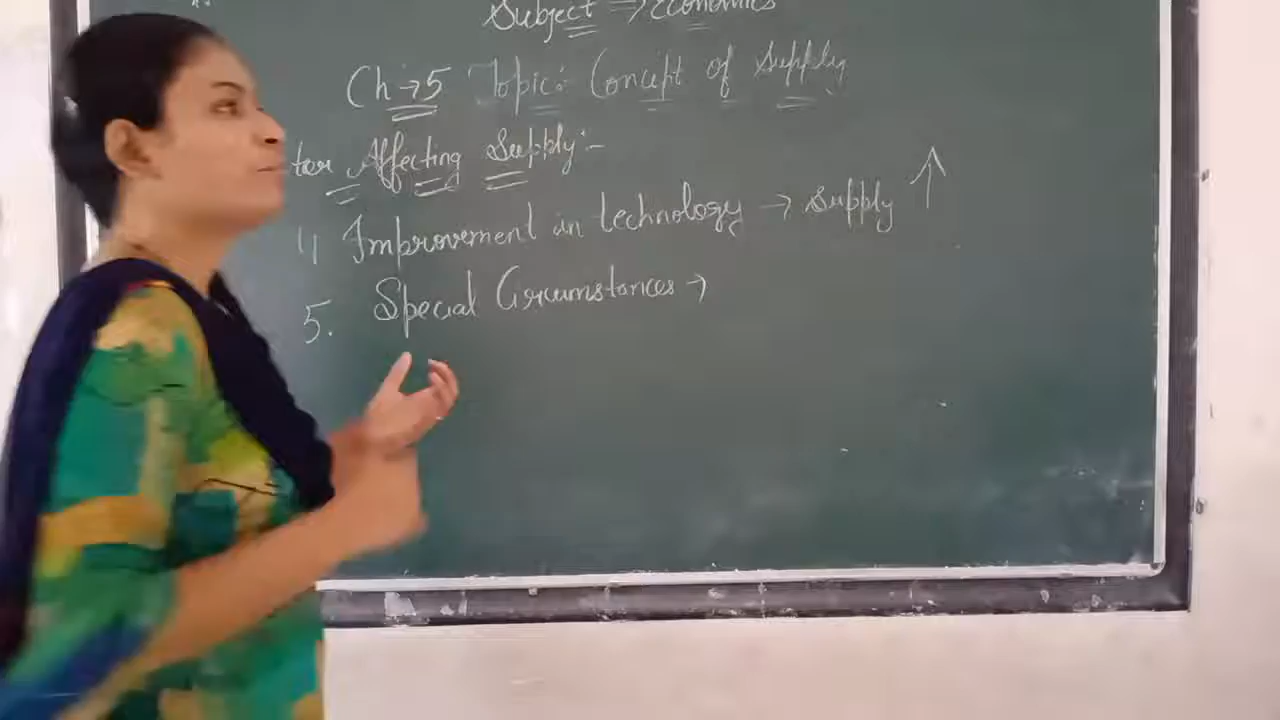 Subject → Economics
Ch → 5 Topic:- Concept of Supply
tor Affecting Supply:-
4 Improvement in technology → Supply ↑
5. Special Circumstances →